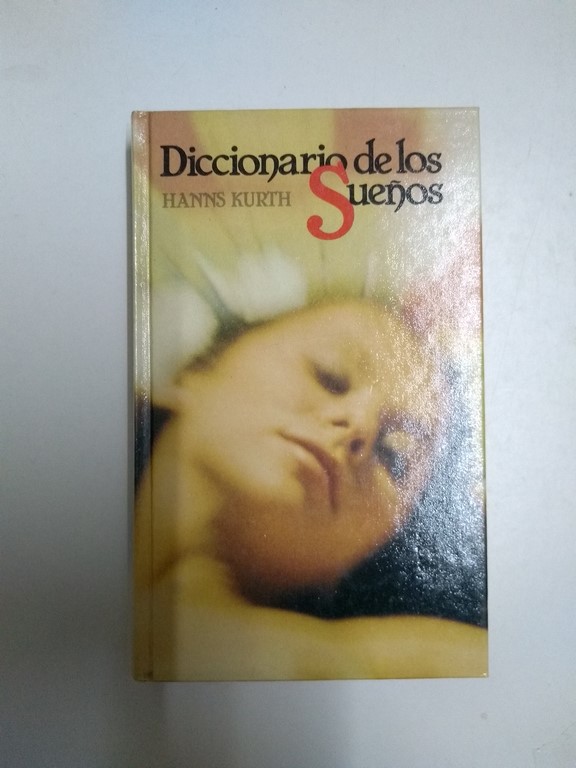 Diccionario de los
Sueños
HANNS KURTH